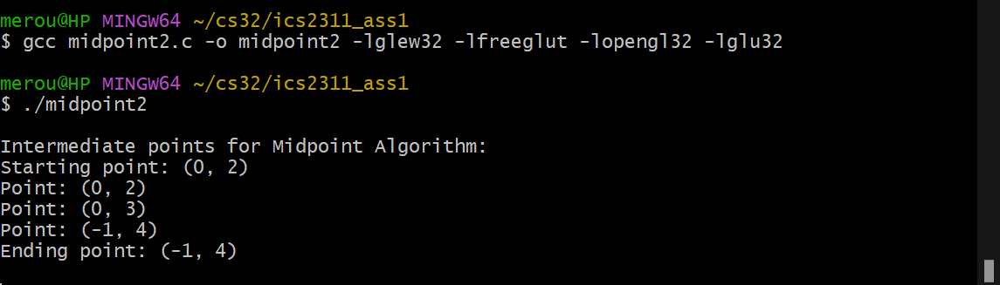 merou@HP MINGW64 ~/cs32/ics2311_ass1
$ gcc midpoint2.c -o midpoint2 -lglew32 -lfreeglut -lopengl32 -lglu32
merou@HP MINGW64 ~/cs32/ics2311_ass1
$ ./midpoint2
Intermediate points for Midpoint Algorithm:
Starting point: (0, 2)
Point: (0, 2)
Point: (0, 3)
Point: (-1, 4)
Ending point: (-1, 4)